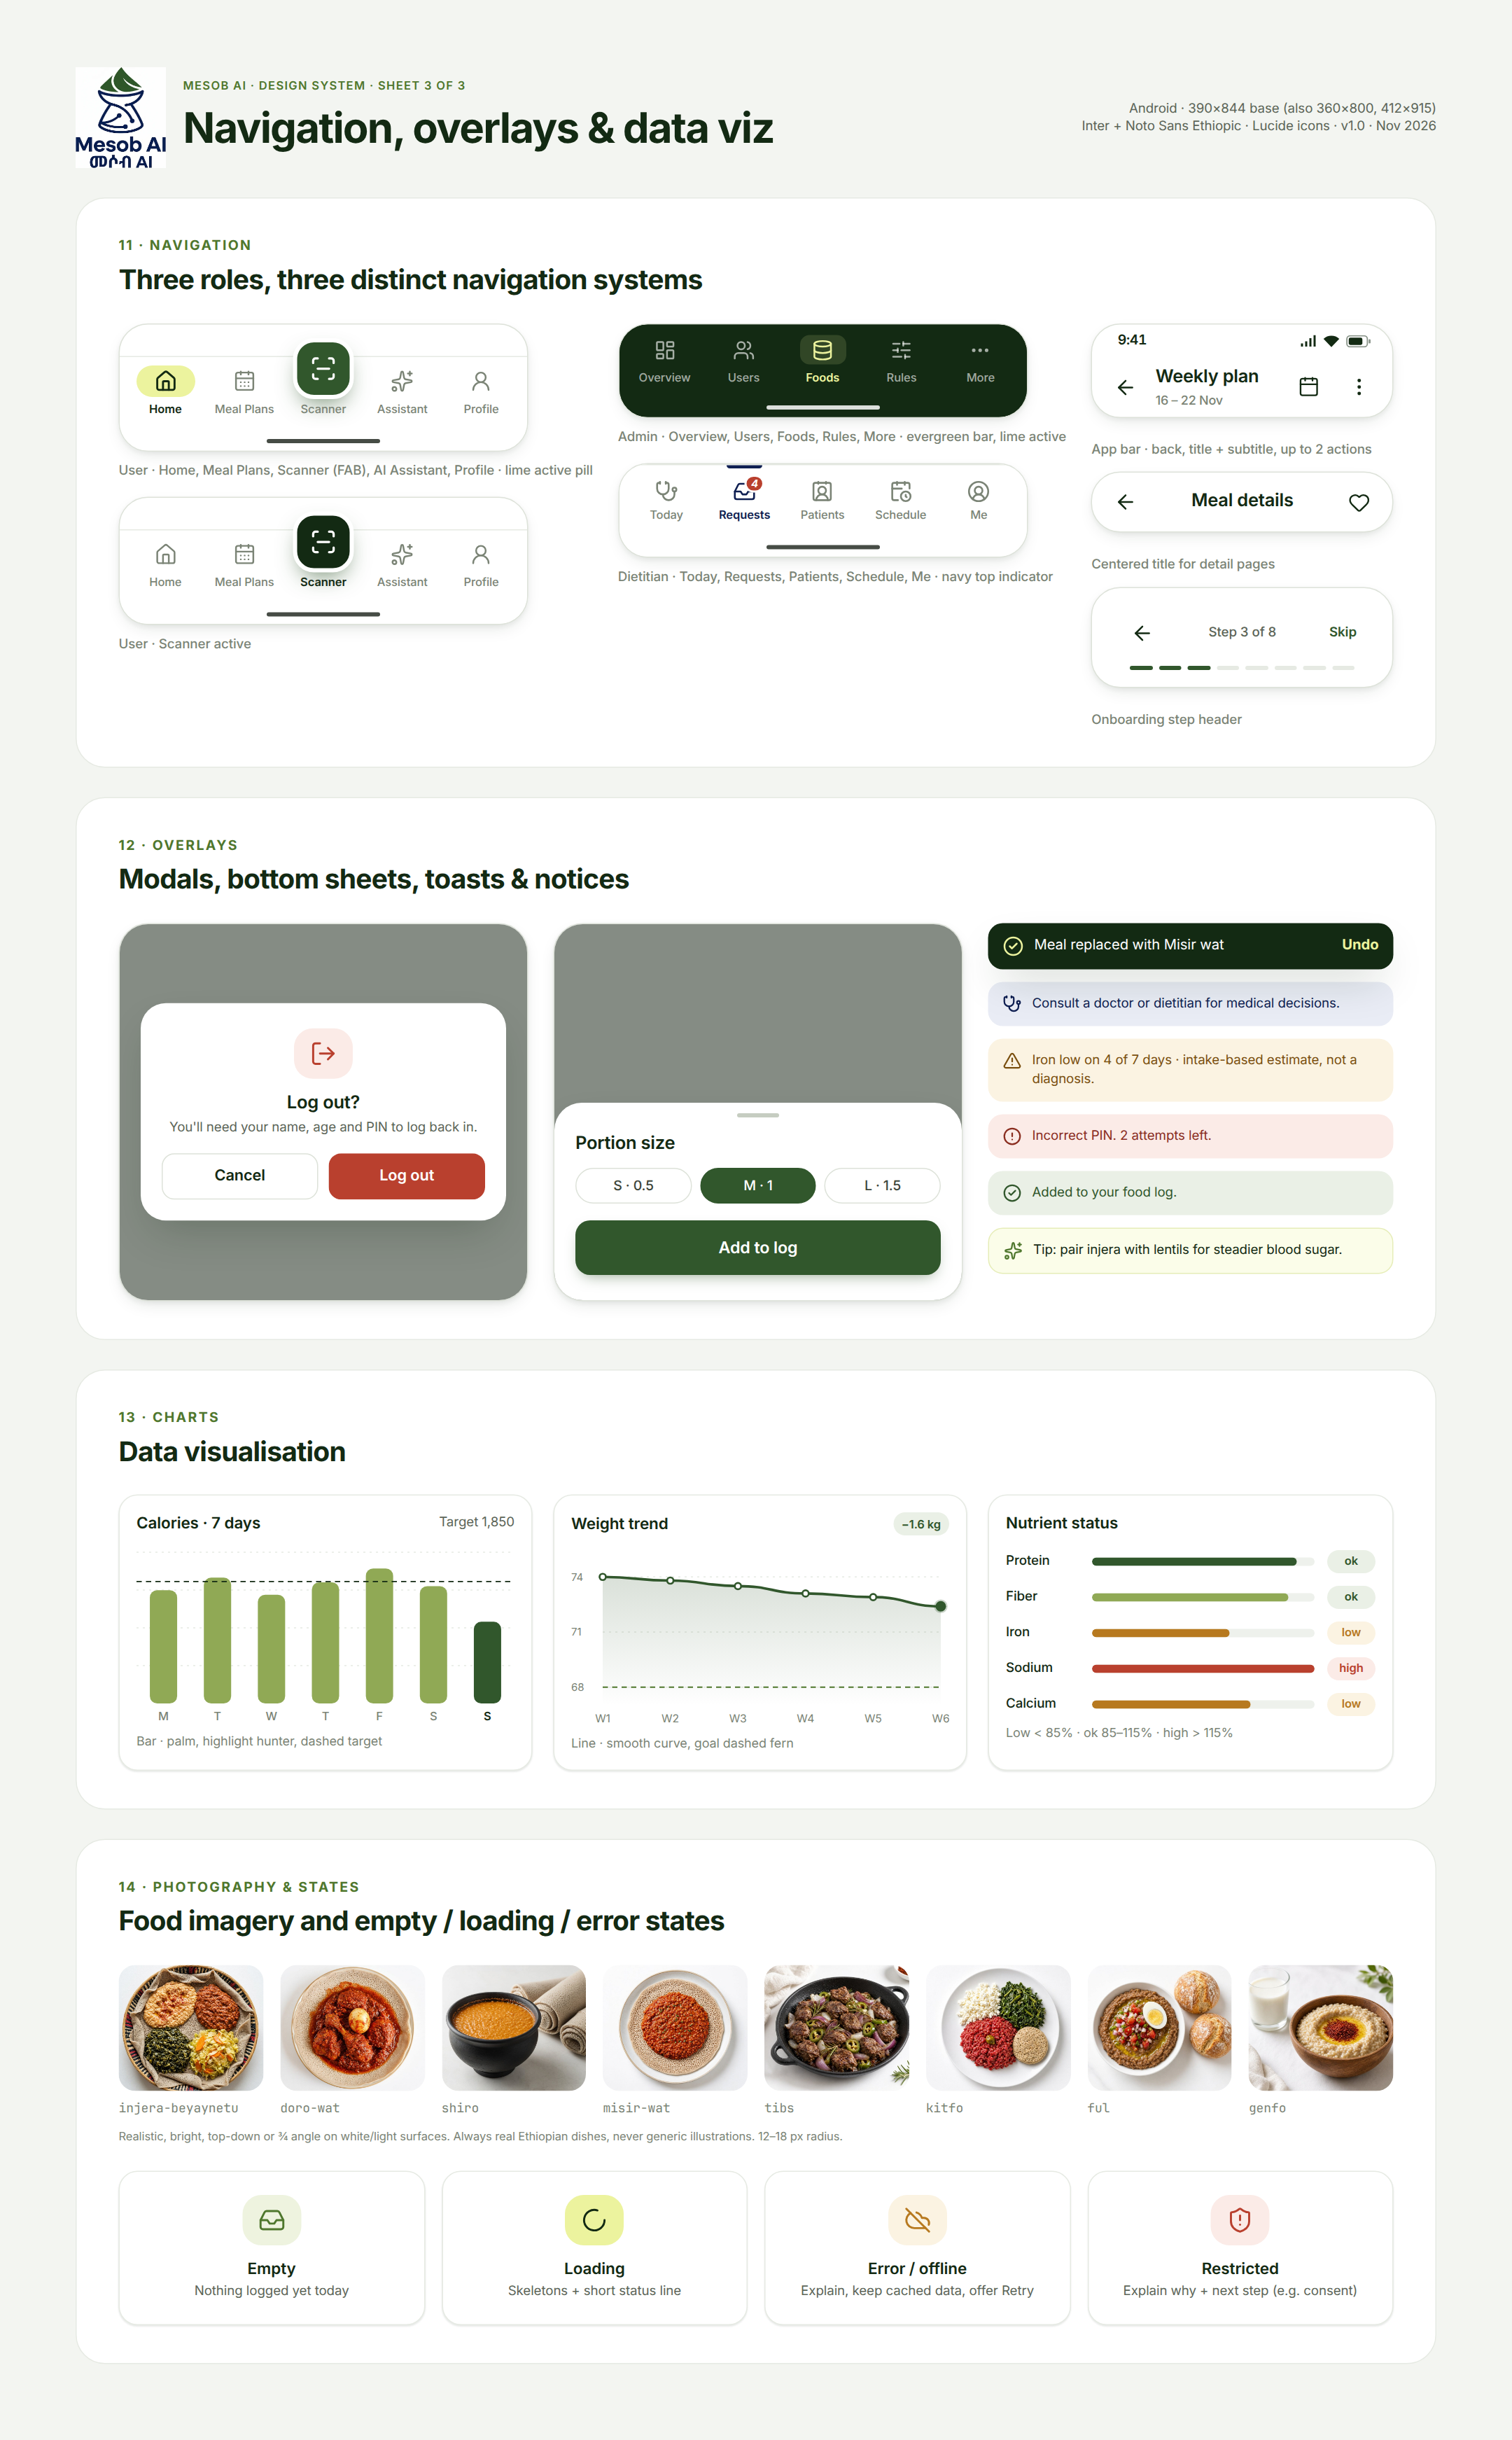 Mesob AI
መሶብ AI
MESOB AI · DESIGN SYSTEM · SHEET 3 OF 3
Navigation, overlays & data viz
Android · 390×844 base (also 360×800, 412×915)
Inter + Noto Sans Ethiopic · Lucide icons · v1.0 · Nov 2026
11 · NAVIGATION
Three roles, three distinct navigation systems
Home
Meal Plans
Scanner
Assistant
Profile
User · Home, Meal Plans, Scanner (FAB), AI Assistant, Profile · lime active pill
Home
Meal Plans
Scanner
Assistant
Profile
User · Scanner active
Overview
Users
Foods
Rules
More
Admin · Overview, Users, Foods, Rules, More · evergreen bar, lime active
4
Today
Requests
Patients
Schedule
Me
Dietitian · Today, Requests, Patients, Schedule, Me · navy top indicator
9:41
Weekly plan
16 – 22 Nov
App bar · back, title + subtitle, up to 2 actions
Meal details
Centered title for detail pages
Step 3 of 8
Skip
Onboarding step header
12 · OVERLAYS
Modals, bottom sheets, toasts & notices
Log out?
You'll need your name, age and PIN to log back in.
Cancel
Log out
Portion size
S · 0.5
M · 1
L · 1.5
Add to log
Meal replaced with Misir wat
Undo
Consult a doctor or dietitian for medical decisions.
Iron low on 4 of 7 days · intake-based estimate, not a
diagnosis.
Incorrect PIN. 2 attempts left.
Added to your food log.
Tip: pair injera with lentils for steadier blood sugar.
13 · CHARTS
Data visualisation
Calories · 7 days
Target 1,850
M
T
W
T
F
S
S
Bar · palm, highlight hunter, dashed target
Weight trend
−1.6 kg
74
71
68
W1
W2
W3
W4
W5
W6
Line · smooth curve, goal dashed fern
Nutrient status
Protein
ok
Fiber
ok
Iron
low
Sodium
high
Calcium
low
Low < 85% · ok 85–115% · high > 115%
14 · PHOTOGRAPHY & STATES
Food imagery and empty / loading / error states
injera-beyaynetu
doro-wat
shiro
misir-wat
tibs
kitfo
ful
genfo
Realistic, bright, top-down or ¾ angle on white/light surfaces. Always real Ethiopian dishes, never generic illustrations. 12–18 px radius.
Empty
Nothing logged yet today
Loading
Skeletons + short status line
Error / offline
Explain, keep cached data, offer Retry
Restricted
Explain why + next step (e.g. consent)